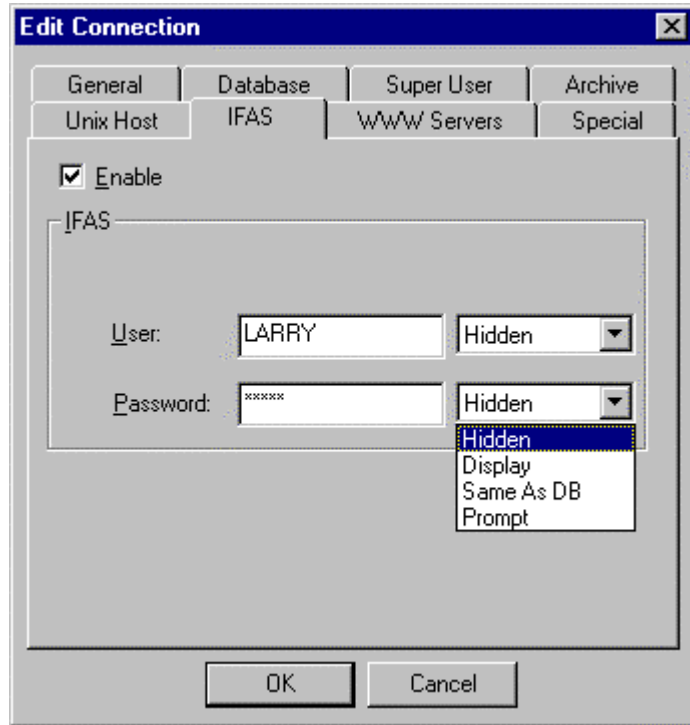 Edit Connection
General Database Super User Archive
Unix Host IFAS WWW Servers Special
Enable
IFAS
User: LARRY Hidden
Password: ***** Hidden
Hidden
Display
Same As DB
Prompt
OK Cancel